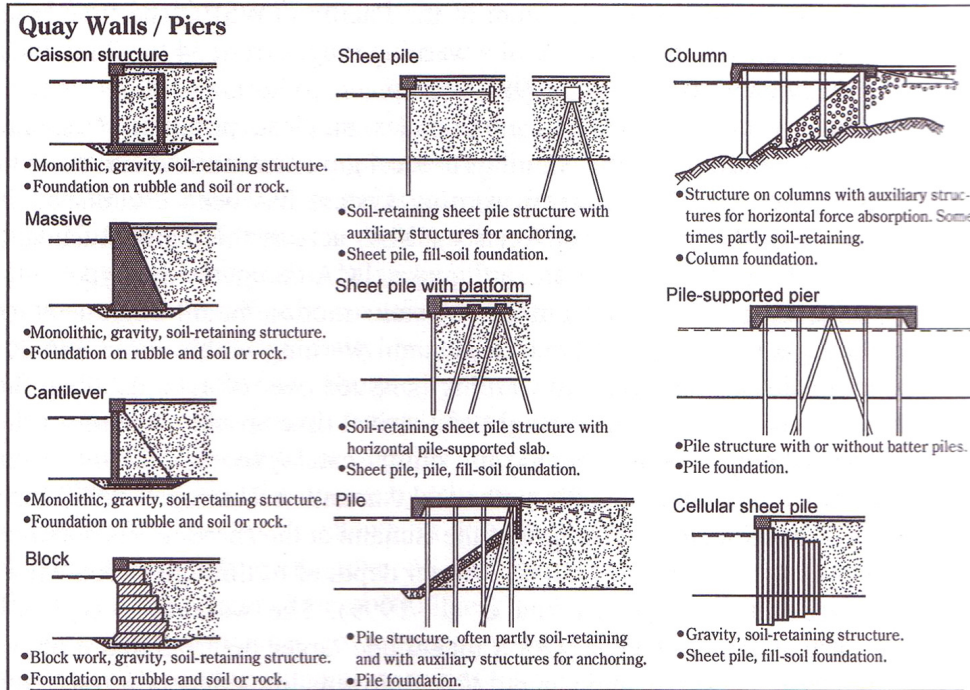 Quay Walls / Piers
Caisson structure
•Monolithic, gravity, soil-retaining structure.
•Foundation on rubble and soil or rock.
Massive
•Monolithic, gravity, soil-retaining structure.
•Foundation on rubble and soil or rock.
Cantilever
•Monolithic, gravity, soil-retaining structure.
•Foundation on rubble and soil or rock.
Block
•Block work, gravity, soil-retaining structure.
•Foundation on rubble and soil or rock.
Sheet pile
•Soil-retaining sheet pile structure with
auxiliary structures for anchoring.
•Sheet pile, fill-soil foundation.
Sheet pile with platform
•Soil-retaining sheet pile structure with
horizontal pile-supported slab.
•Sheet pile, pile, fill-soil foundation.
Pile
•Pile structure, often partly soil-retaining
and with auxiliary structures for anchoring.
•Pile foundation.
Column
•Structure on columns with auxiliary struc-
tures for horizontal force absorption. Some
times partly soil-retaining.
•Column foundation.
Pile-supported pier
•Pile structure with or without batter piles.
•Pile foundation.
Cellular sheet pile
•Gravity, soil-retaining structure.
•Sheet pile, fill-soil foundation.